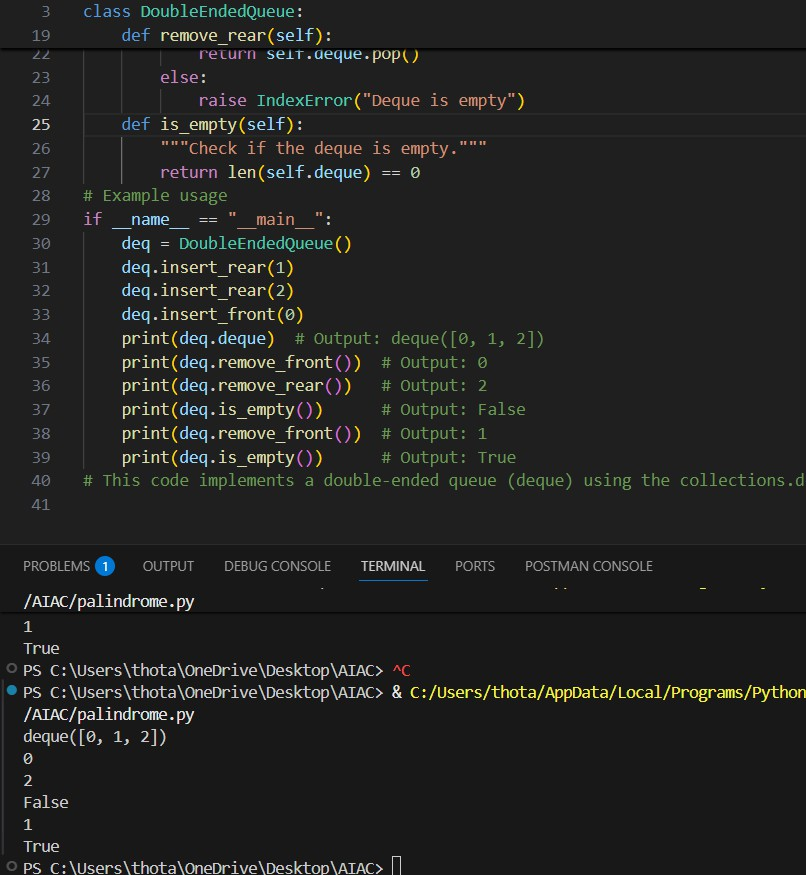 3 class DoubleEndedQueue:
19 def remove_rear(self):
22 return self.deque.pop()
23 else:
24 raise IndexError("Deque is empty")
25 def is_empty(self):
26 """Check if the deque is empty."""
27 return len(self.deque) == 0
28 # Example usage
29 if __name__ == "__main__":
30 deq = DoubleEndedQueue()
31 deq.insert_rear(1)
32 deq.insert_rear(2)
33 deq.insert_front(0)
34 print(deq.deque)  # Output: deque([0, 1, 2])
35 print(deq.remove_front())  # Output: 0
36 print(deq.remove_rear())   # Output: 2
37 print(deq.is_empty())      # Output: False
38 print(deq.remove_front())  # Output: 1
39 print(deq.is_empty())      # Output: True
40 # This code implements a double-ended queue (deque) using the collections.d
41
PROBLEMS 1 OUTPUT DEBUG CONSOLE TERMINAL PORTS POSTMAN CONSOLE
/AIAC/palindrome.py
1
True
PS C:\Users\thota\OneDrive\Desktop\AIAC> ^C
PS C:\Users\thota\OneDrive\Desktop\AIAC> & C:/Users/thota/AppData/Local/Programs/Python
/AIAC/palindrome.py
deque([0, 1, 2])
0
2
False
1
True
PS C:\Users\thota\OneDrive\Desktop\AIAC>